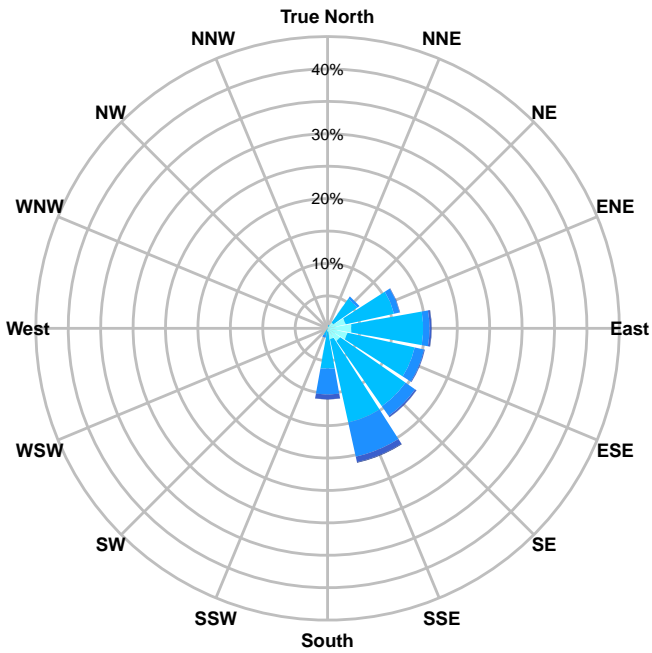 True North
NNW
NNE
40%
NW
NE
30%
20%
WNW
ENE
10%
West
East
WSW
ESE
SW
SE
SSW
SSE
South